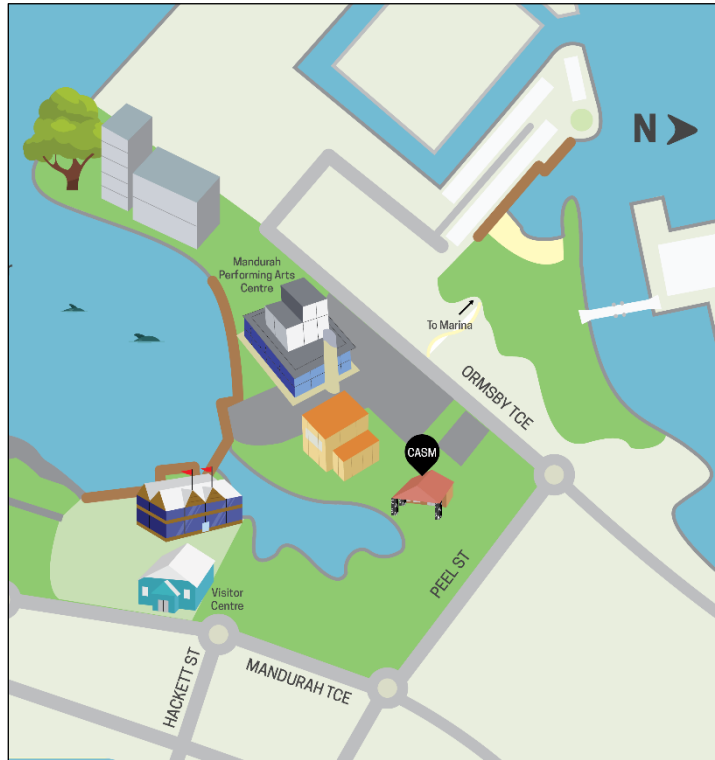 N
Mandurah
Performing Arts
Centre
To Marina
ORMSBY TCE
CASM
PEEL ST
Visitor
Centre
HACKETT ST
MANDURAH TCE